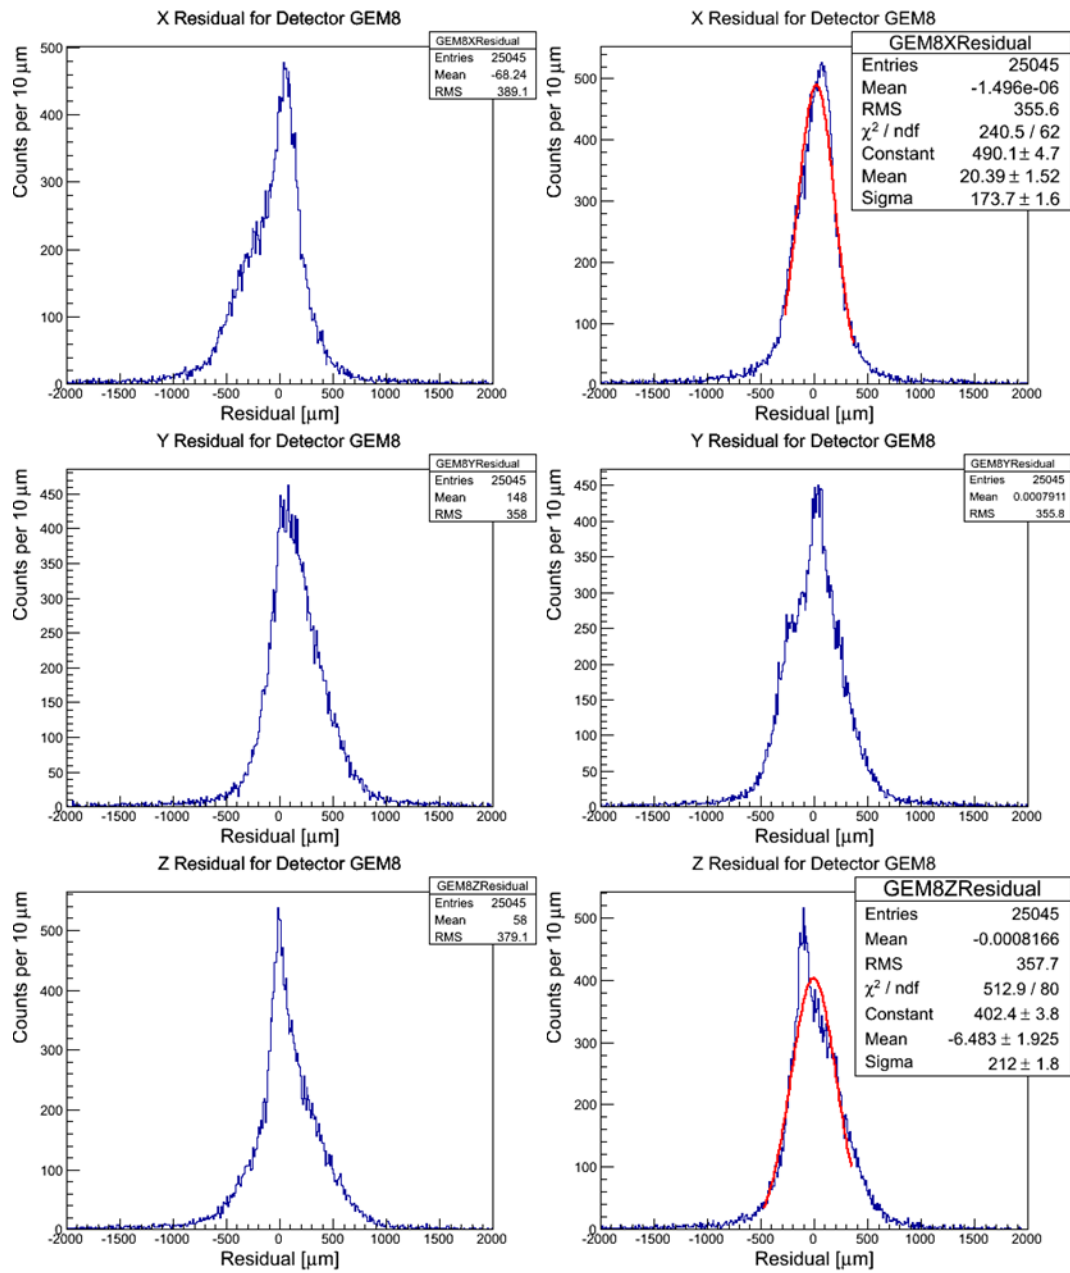 X Residual for Detector GEM8
GEM8XResidual
Entries 25045
Mean -68.24
RMS 389.1
Counts per 10 μm
500
400
300
200
100
0
-2000 -1500 -1000 -500 0 500 1000 1500 2000
Residual [μm]
X Residual for Detector GEM8
GEM8XResidual
Entries 25045
Mean -1.496e-06
RMS 355.6
χ² / ndf 240.5 / 62
Constant 490.1 ± 4.7
Mean 20.39 ± 1.52
Sigma 173.7 ± 1.6
Counts per 10 μm
500
400
300
200
100
0
-2000 -1500 -1000 -500 0 500 1000 1500 2000
Residual [μm]
Y Residual for Detector GEM8
GEM8YResidual
Entries 25045
Mean 148
RMS 358
Counts per 10 μm
450
400
350
300
250
200
150
100
50
0
-2000 -1500 -1000 -500 0 500 1000 1500 2000
Residual [μm]
Y Residual for Detector GEM8
GEM8YResidual
Entries 25045
Mean 0.0007911
RMS 355.8
Counts per 10 μm
450
400
350
300
250
200
150
100
50
0
-2000 -1500 -1000 -500 0 500 1000 1500 2000
Residual [μm]
Z Residual for Detector GEM8
GEM8ZResidual
Entries 25045
Mean 58
RMS 379.1
Counts per 10 μm
500
400
300
200
100
0
-2000 -1500 -1000 -500 0 500 1000 1500 2000
Residual [μm]
Z Residual for Detector GEM8
GEM8ZResidual
Entries 25045
Mean -0.0008166
RMS 357.7
χ² / ndf 512.9 / 80
Constant 402.4 ± 3.8
Mean -6.483 ± 1.925
Sigma 212 ± 1.8
Counts per 10 μm
500
400
300
200
100
0
-2000 -1500 -1000 -500 0 500 1000 1500 2000
Residual [μm]